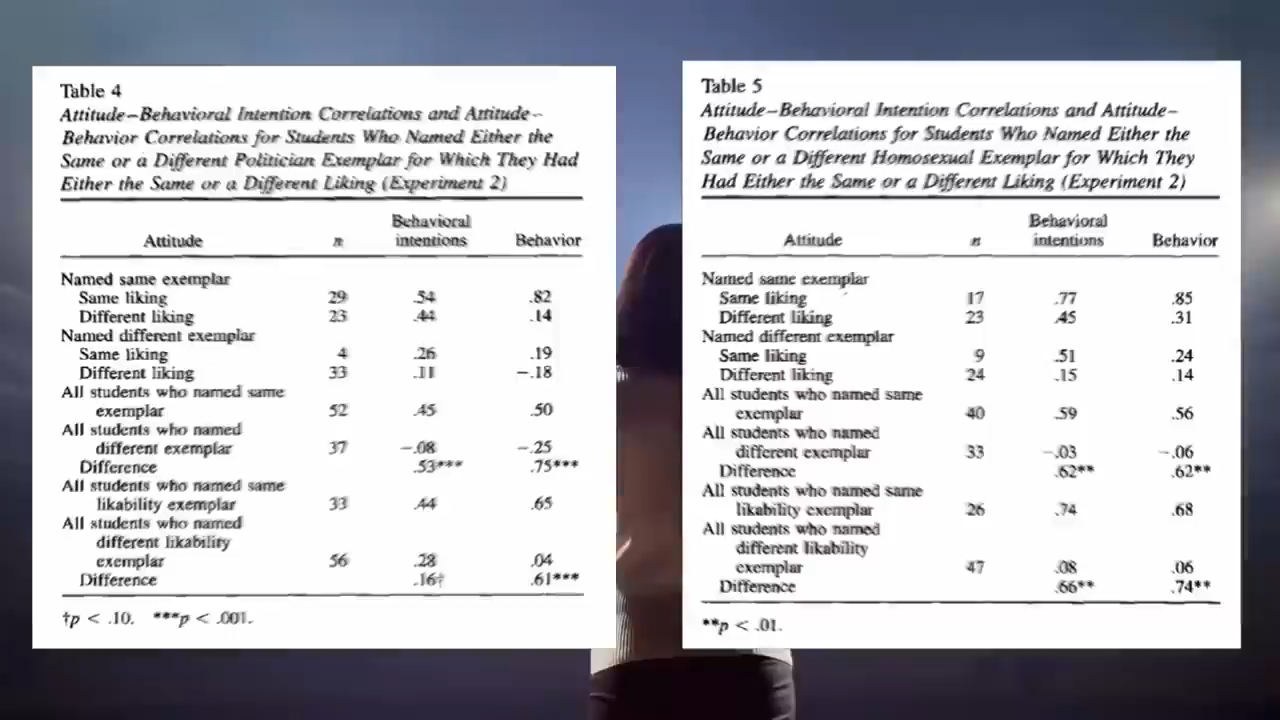 Table 4
Attitude–Behavioral Intention Correlations and Attitude–
Behavior Correlations for Students Who Named Either the
Same or a Different Politician Exemplar for Which They Had
Either the Same or a Different Liking (Experiment 2)
Behavioral
Attitude n intentions Behavior
Named same exemplar
Same liking 29 .54 .82
Different liking 23 .44 .14
Named different exemplar
Same liking 4 .26 .19
Different liking 33 .11 –.18
All students who named same
exemplar 52 .45 .50
All students who named
different exemplar 37 –.08 –.25
Difference .53*** .75***
All students who named same
likability exemplar 33 .44 .65
All students who named
different likability
exemplar 56 .28 .04
Difference .16† .61***
†p < .10. ***p < .001.
Table 5
Attitude–Behavioral Intention Correlations and Attitude–
Behavior Correlations for Students Who Named Either the
Same or a Different Homosexual Exemplar for Which They
Had Either the Same or a Different Liking (Experiment 2)
Behavioral
Attitude n intentions Behavior
Named same exemplar
Same liking 17 .77 .85
Different liking 23 .45 .31
Named different exemplar
Same liking 9 .51 .24
Different liking 24 .15 .14
All students who named same
exemplar 40 .59 .56
All students who named
different exemplar 33 –.03 –.06
Difference .62** .62**
All students who named same
likability exemplar 26 .74 .68
All students who named
different likability
exemplar 47 .08 .06
Difference .66** .74**
**p < .01.